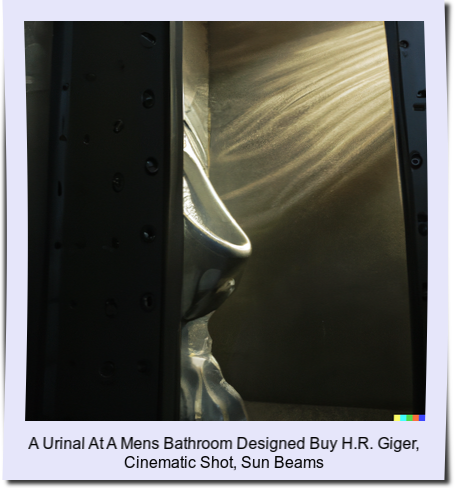 A Urinal At A Mens Bathroom Designed Buy H.R. Giger,
Cinematic Shot, Sun Beams